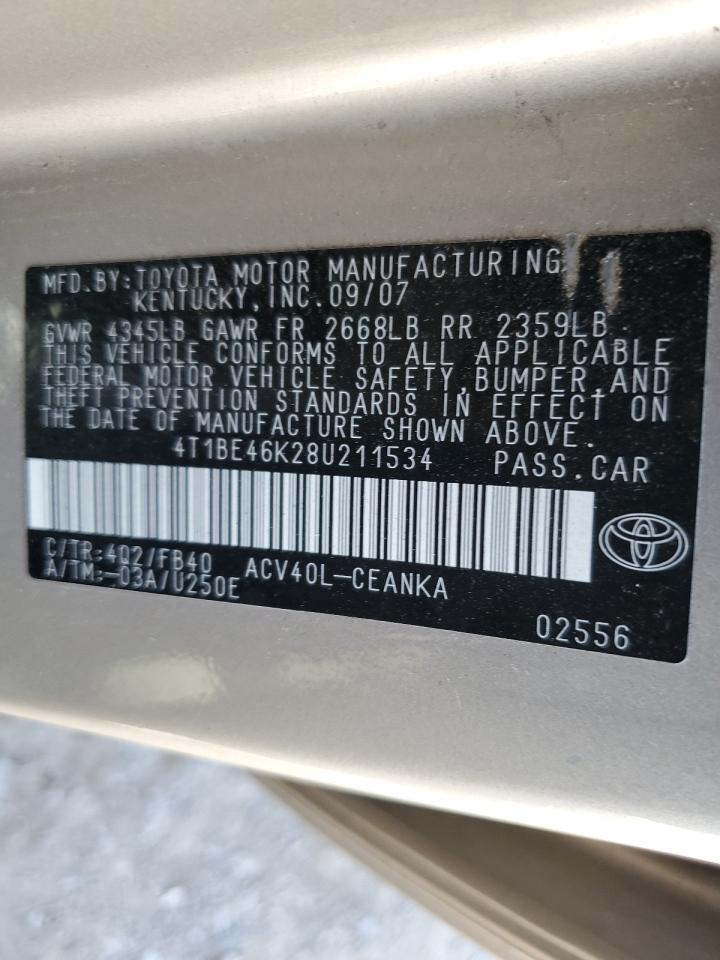 MFD.BY:TOYOTA MOTOR MANUFACTURING
KENTUCKY,INC.09/07
GVWR 4345LB GAWR FR 2668LB RR 2359LB
THIS VEHICLE CONFORMS TO ALL APPLICABLE
FEDERAL MOTOR VEHICLE SAFETY,BUMPER,AND
THEFT PREVENTION STANDARDS IN EFFECT ON
THE DATE OF MANUFACTURE SHOWN ABOVE.
4T1BE46K28U211534 PASS.CAR
C/TR:4Q2/FB40 ACV40L-CEANKA
A/TM:-03A/U250E
02556